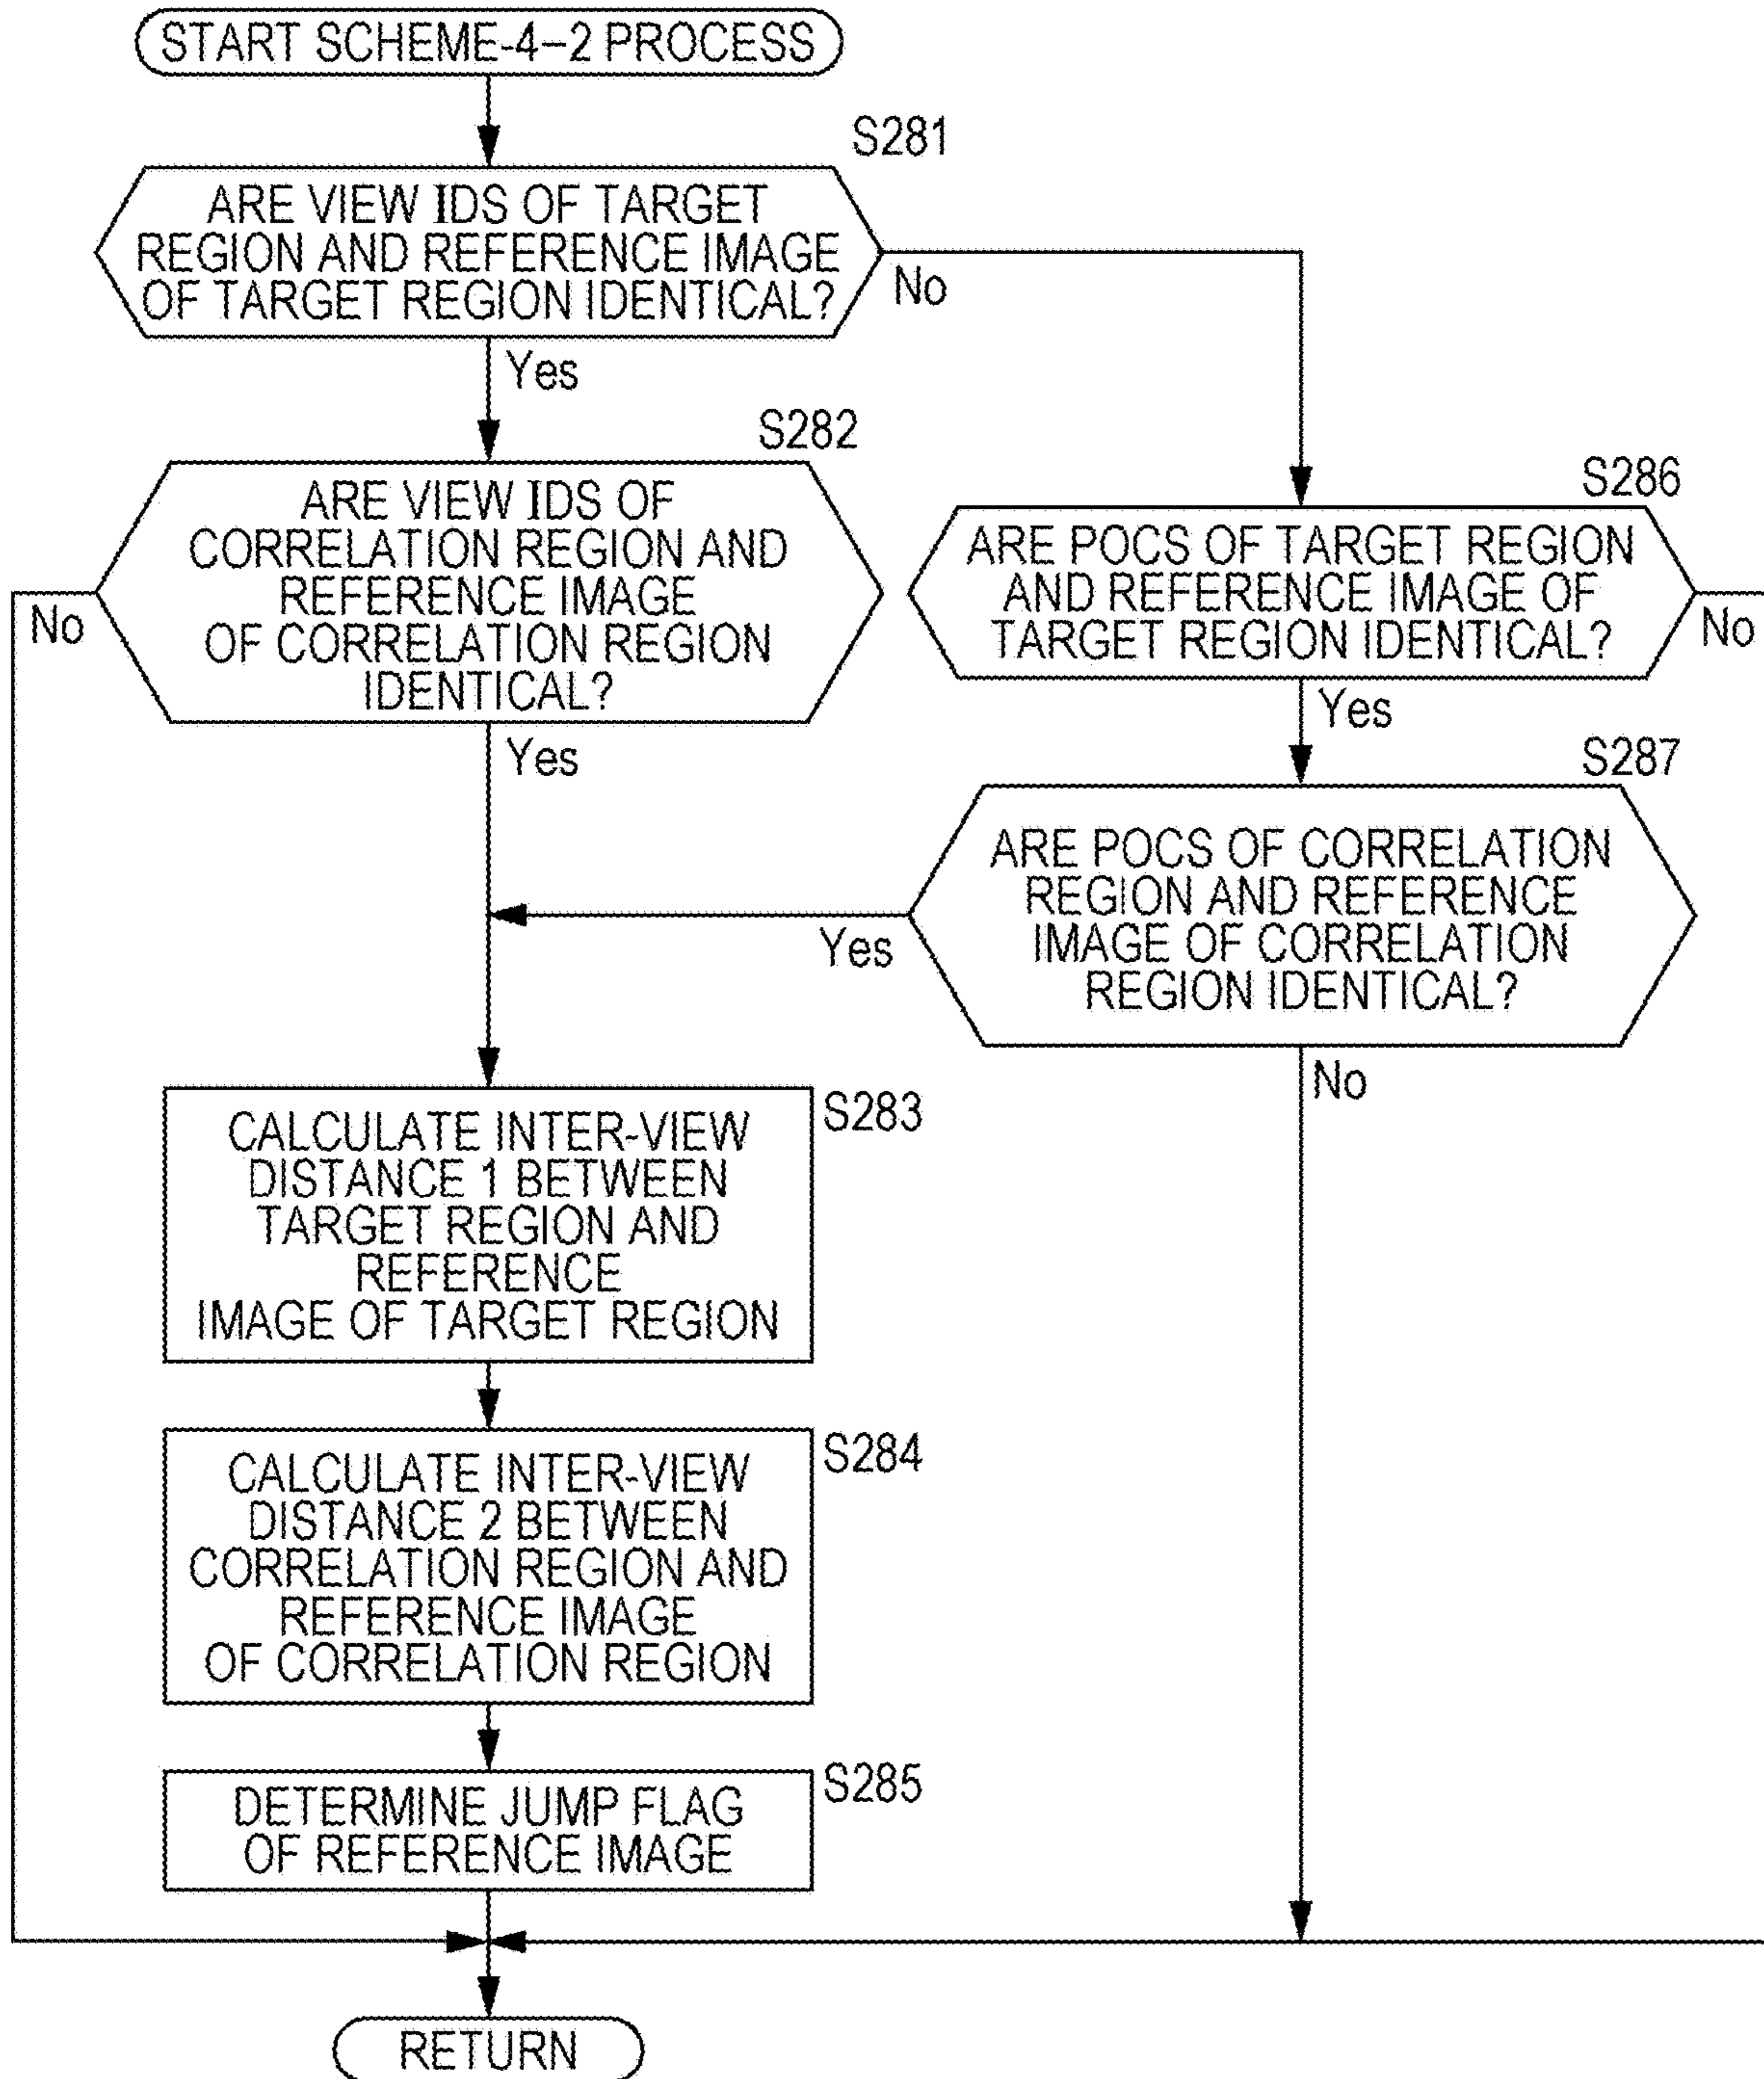 START SCHEME-4-2 PROCESS
S281
ARE VIEW IDS OF TARGET
REGION AND REFERENCE IMAGE
OF TARGET REGION IDENTICAL?
No
Yes
S282
ARE VIEW IDS OF
CORRELATION REGION AND
REFERENCE IMAGE
OF CORRELATION REGION
IDENTICAL?
No
Yes
S286
ARE POCS OF TARGET REGION
AND REFERENCE IMAGE OF
TARGET REGION IDENTICAL?
No
Yes
S287
ARE POCS OF CORRELATION
REGION AND REFERENCE
IMAGE OF CORRELATION
REGION IDENTICAL?
Yes
No
S283
CALCULATE INTER-VIEW
DISTANCE 1 BETWEEN
TARGET REGION AND
REFERENCE
IMAGE OF TARGET REGION
S284
CALCULATE INTER-VIEW
DISTANCE 2 BETWEEN
CORRELATION REGION AND
REFERENCE IMAGE
OF CORRELATION REGION
S285
DETERMINE JUMP FLAG
OF REFERENCE IMAGE
RETURN